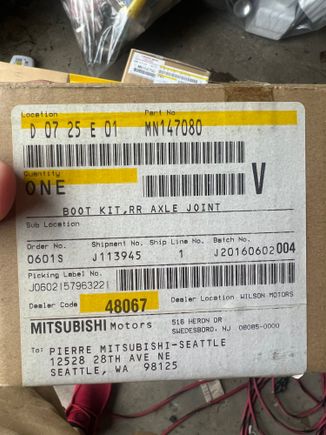 Location
Part No
D 07 25 E 01 MN147080
Quantity
ONE
V
BOOT KIT,RR AXLE JOINT
Sub Location
Order No. Shipment No. Ship Line No. Batch No.
0601S J113945 1 J20160602 004
Picking Label No.
J0602157963221
Dealer Code 48067 Dealer Location WILSON MOTORS
MITSUBISHI Motors
518 HERON DR
SWEDESBORO, NJ 08085-0000
To: PIERRE MITSUBISHI-SEATTLE
12528 28TH AVE NE
SEATTLE, WA 98125